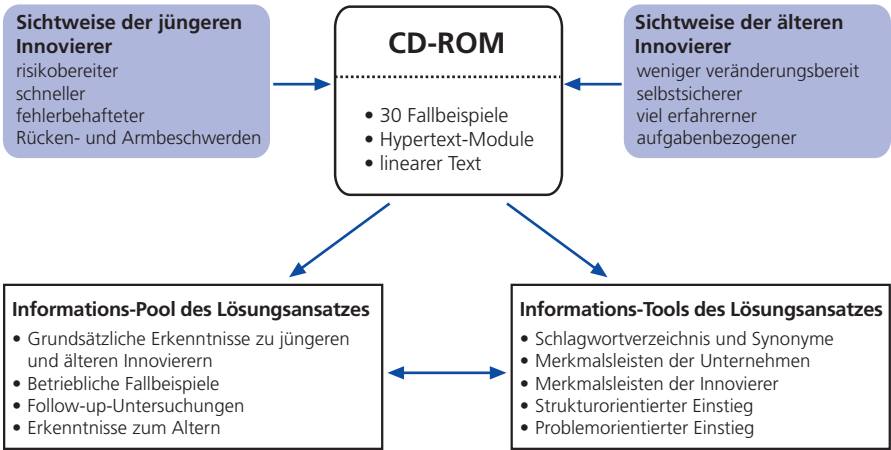 Sichtweise der jüngeren
Innovierer
risikobereiter
schneller
fehlerbehafteter
Rücken- und Armbeschwerden
CD-ROM
• 30 Fallbeispiele
• Hypertext-Module
• linearer Text
Sichtweise der älteren
Innovierer
weniger veränderungsbereit
selbstsicherer
viel erfahrerner
aufgabenbezogener
Informations-Pool des Lösungsansatzes
• Grundsätzliche Erkenntnisse zu jüngeren
und älteren Innovierern
• Betriebliche Fallbeispiele
• Follow-up-Untersuchungen
• Erkenntnisse zum Altern
Informations-Tools des Lösungsansatzes
• Schlagwortverzeichnis und Synonyme
• Merkmalsleisten der Unternehmen
• Merkmalsleisten der Innovierer
• Strukturorientierter Einstieg
• Problemorientierter Einstieg